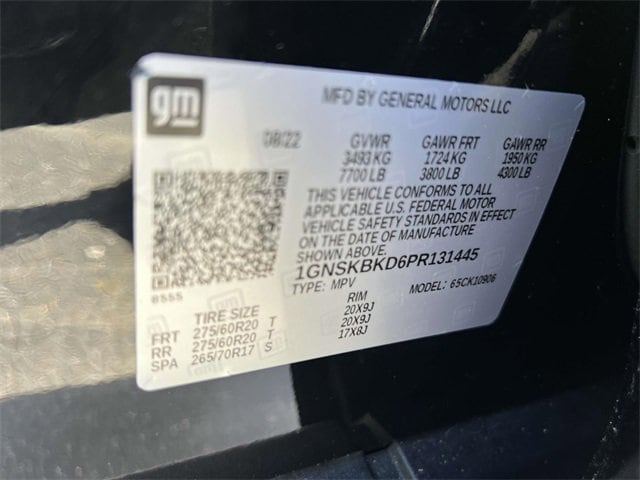 gm
MFD BY GENERAL MOTORS LLC
08/22 GVWR GAWR FRT GAWR RR
3493 KG 1724 KG 1950 KG
7700 LB 3800 LB 4300 LB
THIS VEHICLE CONFORMS TO ALL
APPLICABLE U.S. FEDERAL MOTOR
VEHICLE SAFETY STANDARDS IN EFFECT
ON THE DATE OF MANUFACTURE
SHOWN ABOVE.
1GNSKBKD6PR131445
TYPE: MPV MODEL: 65CK10906
8555
TIRE SIZE RIM
FRT 275/60R20 T 20X9J
RR 275/60R20 T 20X9J
SPA 265/70R17 S 17X8J